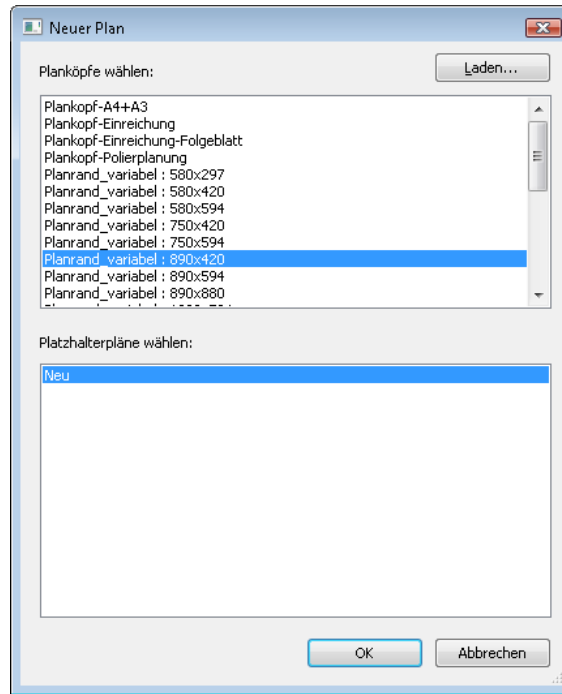 Neuer Plan
Planköpfe wählen:
Laden...
Plankopf-A4+A3
Plankopf-Einreichung
Plankopf-Einreichung-Folgeblatt
Plankopf-Polierplanung
Planrand_variabel : 580x297
Planrand_variabel : 580x420
Planrand_variabel : 580x594
Planrand_variabel : 750x420
Planrand_variabel : 750x594
Planrand_variabel : 890x420
Planrand_variabel : 890x594
Planrand_variabel : 890x880
Platzhalterpläne wählen:
Neu
OK
Abbrechen